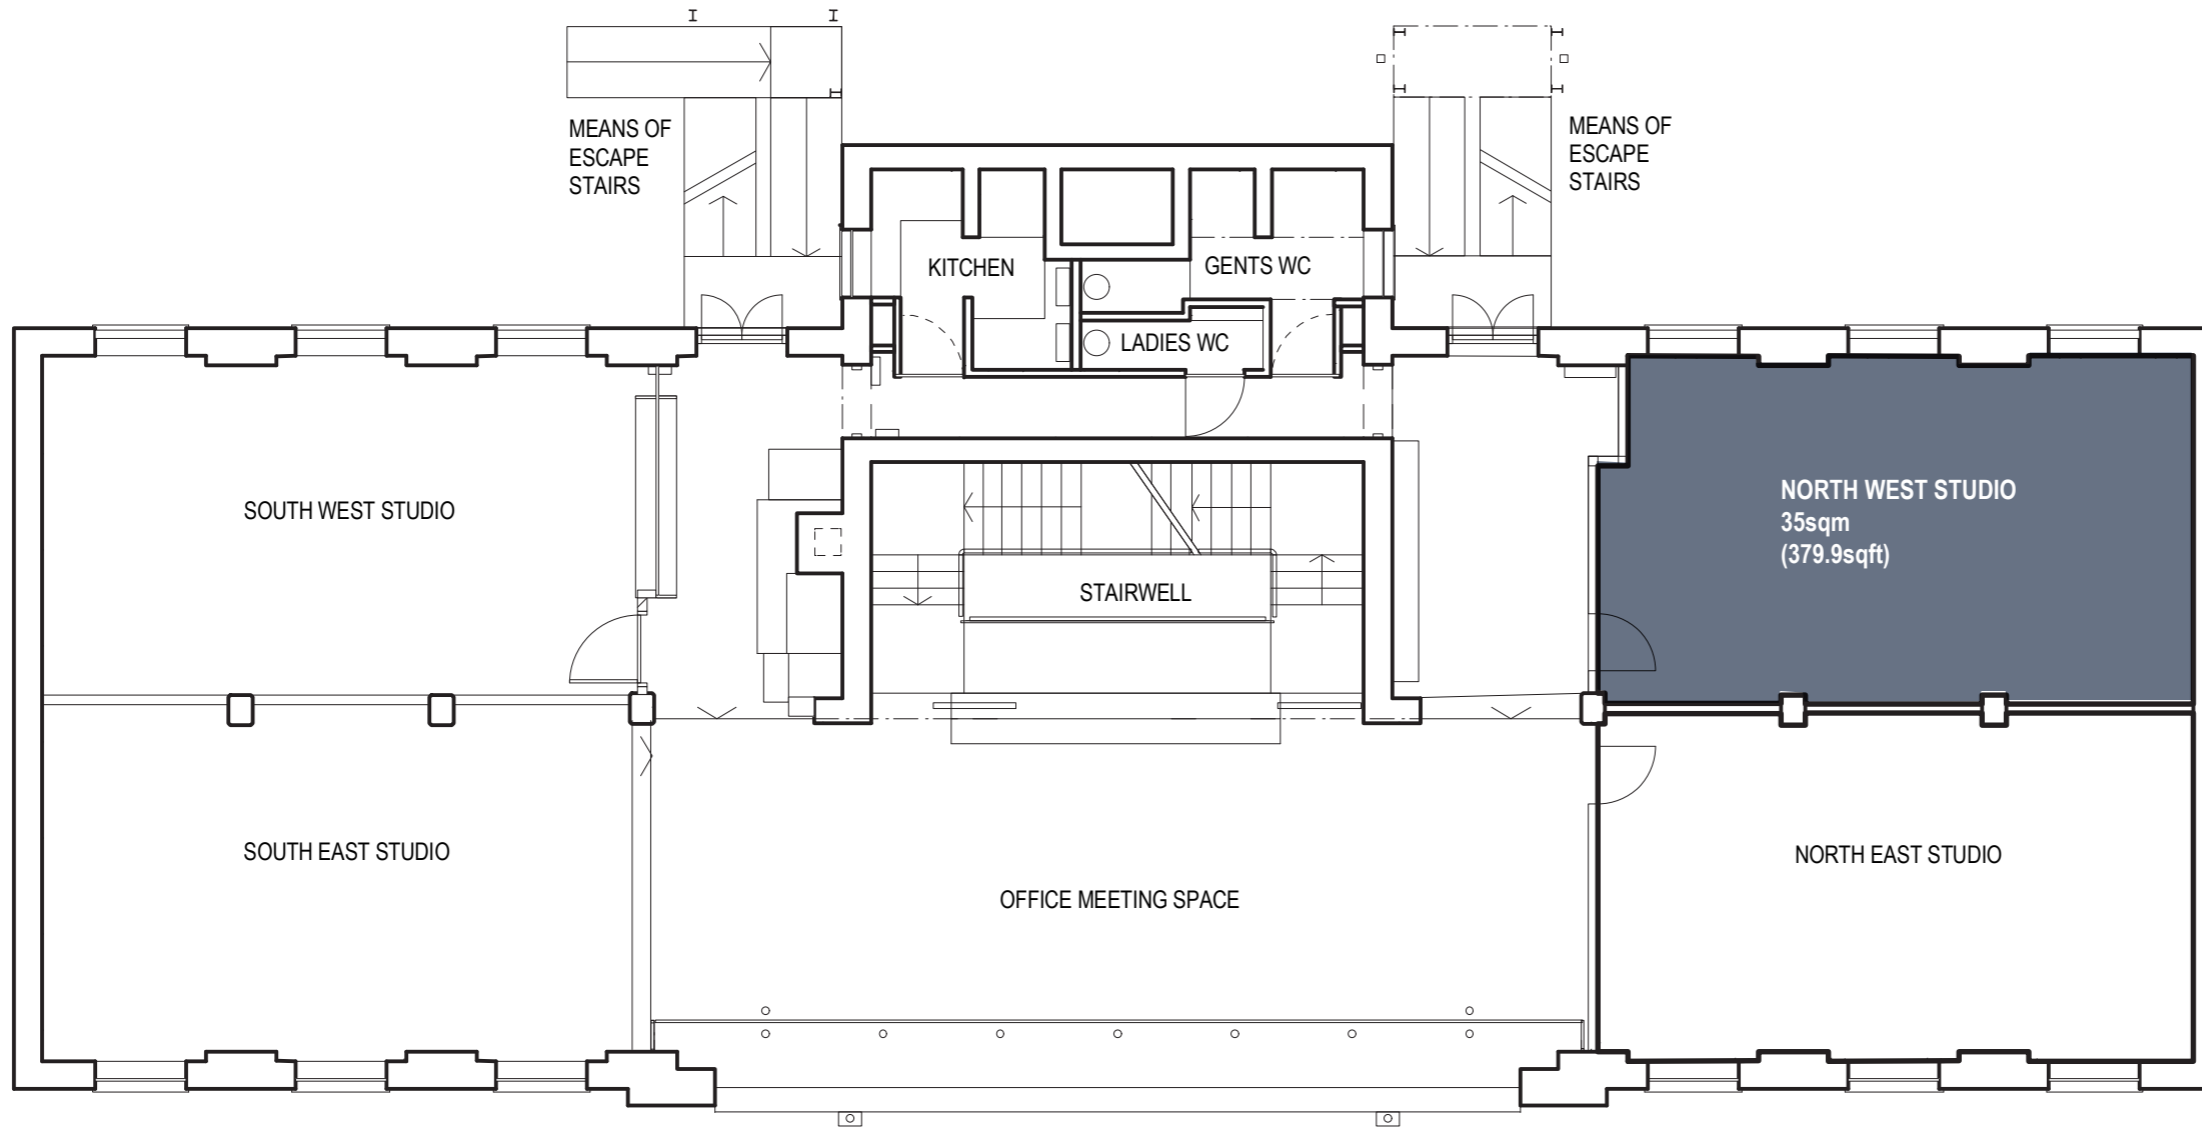 MEANS OF
ESCAPE
STAIRS
MEANS OF
ESCAPE
STAIRS
KITCHEN
GENTS WC
LADIES WC
SOUTH WEST STUDIO
NORTH WEST STUDIO
35sqm
(379.9sqft)
STAIRWELL
SOUTH EAST STUDIO
NORTH EAST STUDIO
OFFICE MEETING SPACE